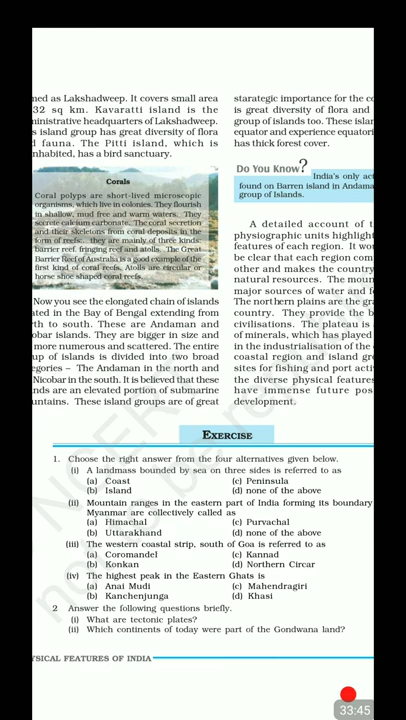 med as Lakshadweep. It covers small area
32 sq km. Kavaratti island is the
ministrative headquarters of Lakshadweep.
s island group has great diversity of flora
d fauna. The Pitti island, which is
nhabited, has a bird sanctuary.
Corals
Coral polyps are short-lived microscopic
organisms, which live in colonies. They flourish
in shallow, mud free and warm waters. They
secrete calcium carbonate. The coral secretion
and their skeletons from coral deposits in the
form of reefs: they are mainly of three kinds:
barrier reef, fringing reef and atolls. The Great
Barrier Reef of Australia is a good example of the
first kind of coral reefs. Atolls are circular or
horse shoe shaped coral reefs.
Now you see the elongated chain of islands
ated in the Bay of Bengal extending from
rth to south. These are Andaman and
obar islands. They are bigger in size and
more numerous and scattered. The entire
up of islands is divided into two broad
egories – The Andaman in the north and
Nicobar in the south. It is believed that these
nds are an elevated portion of submarine
untains. These island groups are of great
starategic importance for the co
is great diversity of flora and
group of islands too. These islan
equator and experience equatori
has thick forest cover.
Do You Know?
India's only act
found on Barren island in Andama
group of Islands.
A detailed account of t
physiographic units highlight
features of each region. It wou
be clear that each region com
other and makes the country
natural resources. The moun
major sources of water and fo
The northern plains are the gra
country. They provide the b
civilisations. The plateau is
of minerals, which has played
in the industrialisation of the
coastal region and island gro
sites for fishing and port acti
the diverse physical features
have immense future pos
development.
EXERCISE
1. Choose the right answer from the four alternatives given below.
(i) A landmass bounded by sea on three sides is referred to as
(a) Coast (c) Peninsula
(b) Island (d) none of the above
(ii) Mountain ranges in the eastern part of India forming its boundary
Myanmar are collectively called as
(a) Himachal (c) Purvachal
(b) Uttarakhand (d) none of the above
(iii) The western coastal strip, south of Goa is referred to as
(a) Coromandel (c) Kannad
(b) Konkan (d) Northern Circar
(iv) The highest peak in the Eastern Ghats is
(a) Anai Mudi (c) Mahendragiri
(b) Kanchenjunga (d) Khasi
2 Answer the following questions briefly.
(i) What are tectonic plates?
(ii) Which continents of today were part of the Gondwana land?
YSICAL FEATURES OF INDIA
33:45